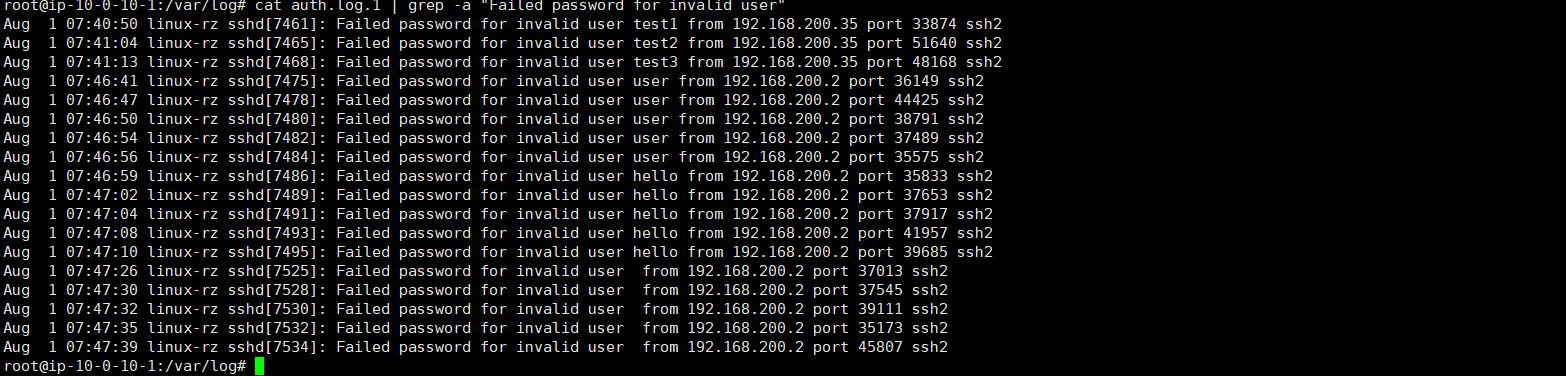 root@ip-10-0-10-1:/var/log# cat auth.log.1 | grep -a "Failed password for invalid user"
Aug  1 07:40:50 linux-rz sshd[7461]: Failed password for invalid user test1 from 192.168.200.35 port 33874 ssh2
Aug  1 07:41:04 linux-rz sshd[7465]: Failed password for invalid user test2 from 192.168.200.35 port 51640 ssh2
Aug  1 07:41:13 linux-rz sshd[7468]: Failed password for invalid user test3 from 192.168.200.35 port 48168 ssh2
Aug  1 07:46:41 linux-rz sshd[7475]: Failed password for invalid user user from 192.168.200.2 port 36149 ssh2
Aug  1 07:46:47 linux-rz sshd[7478]: Failed password for invalid user user from 192.168.200.2 port 44425 ssh2
Aug  1 07:46:50 linux-rz sshd[7480]: Failed password for invalid user user from 192.168.200.2 port 38791 ssh2
Aug  1 07:46:54 linux-rz sshd[7482]: Failed password for invalid user user from 192.168.200.2 port 37489 ssh2
Aug  1 07:46:56 linux-rz sshd[7484]: Failed password for invalid user user from 192.168.200.2 port 35575 ssh2
Aug  1 07:46:59 linux-rz sshd[7486]: Failed password for invalid user hello from 192.168.200.2 port 35833 ssh2
Aug  1 07:47:02 linux-rz sshd[7489]: Failed password for invalid user hello from 192.168.200.2 port 37653 ssh2
Aug  1 07:47:04 linux-rz sshd[7491]: Failed password for invalid user hello from 192.168.200.2 port 37917 ssh2
Aug  1 07:47:08 linux-rz sshd[7493]: Failed password for invalid user hello from 192.168.200.2 port 41957 ssh2
Aug  1 07:47:10 linux-rz sshd[7495]: Failed password for invalid user hello from 192.168.200.2 port 39685 ssh2
Aug  1 07:47:26 linux-rz sshd[7525]: Failed password for invalid user  from 192.168.200.2 port 37013 ssh2
Aug  1 07:47:30 linux-rz sshd[7528]: Failed password for invalid user  from 192.168.200.2 port 37545 ssh2
Aug  1 07:47:32 linux-rz sshd[7530]: Failed password for invalid user  from 192.168.200.2 port 39111 ssh2
Aug  1 07:47:35 linux-rz sshd[7532]: Failed password for invalid user  from 192.168.200.2 port 35173 ssh2
Aug  1 07:47:39 linux-rz sshd[7534]: Failed password for invalid user  from 192.168.200.2 port 45807 ssh2
root@ip-10-0-10-1:/var/log#